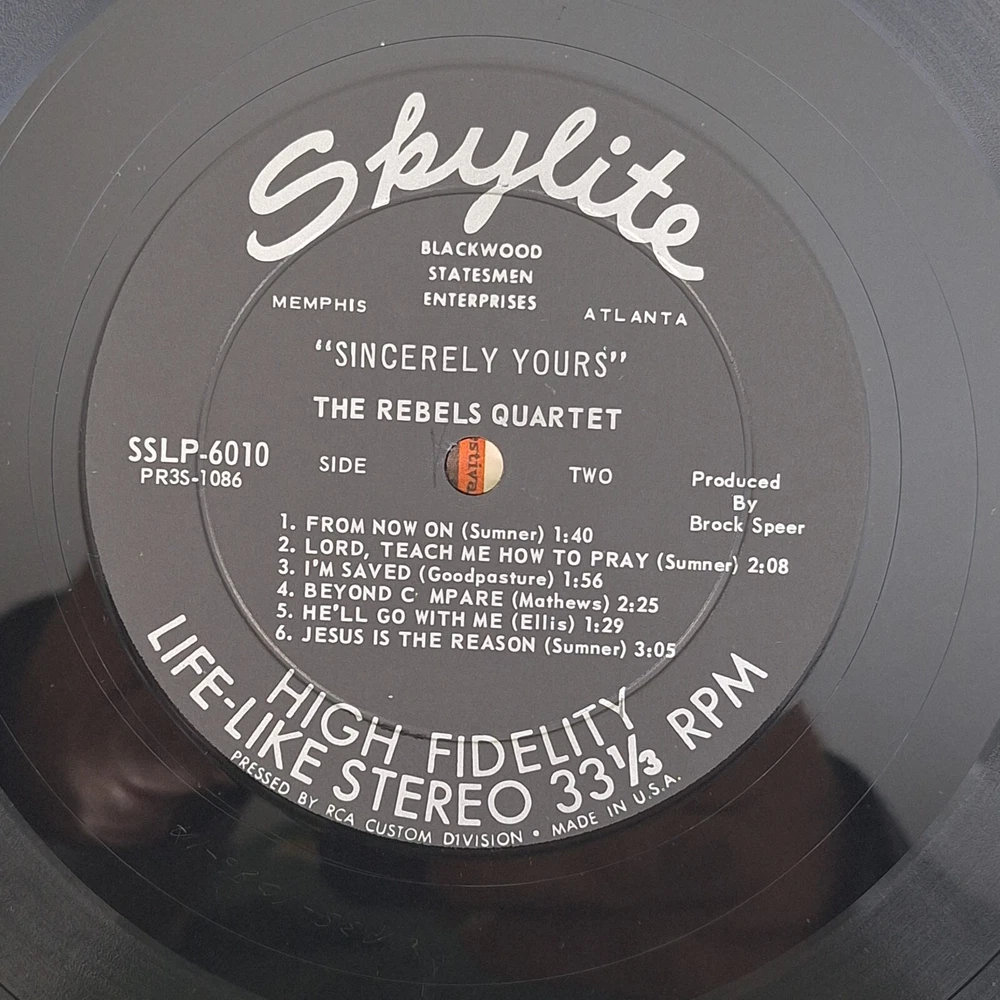 Skylite
BLACKWOOD
STATESMEN
ENTERPRISES
MEMPHIS ATLANTA
“SINCERELY YOURS”
THE REBELS QUARTET
SSLP-6010
PR3S-1086
SIDE TWO
Produced
By
Brock Speer
stiva
1. FROM NOW ON (Sumner) 1:40
2. LORD, TEACH ME HOW TO PRAY (Sumner) 2:08
3. I'M SAVED (Goodpasture) 1:56
4. BEYOND C MPARE (Mathews) 2:25
5. HE'LL GO WITH ME (Ellis) 1:29
6. JESUS IS THE REASON (Sumner) 3:05
HIGH FIDELITY
LIFE-LIKE STEREO 33⅓ RPM
PRESSED BY RCA CUSTOM DIVISION • MADE IN U.S.A.